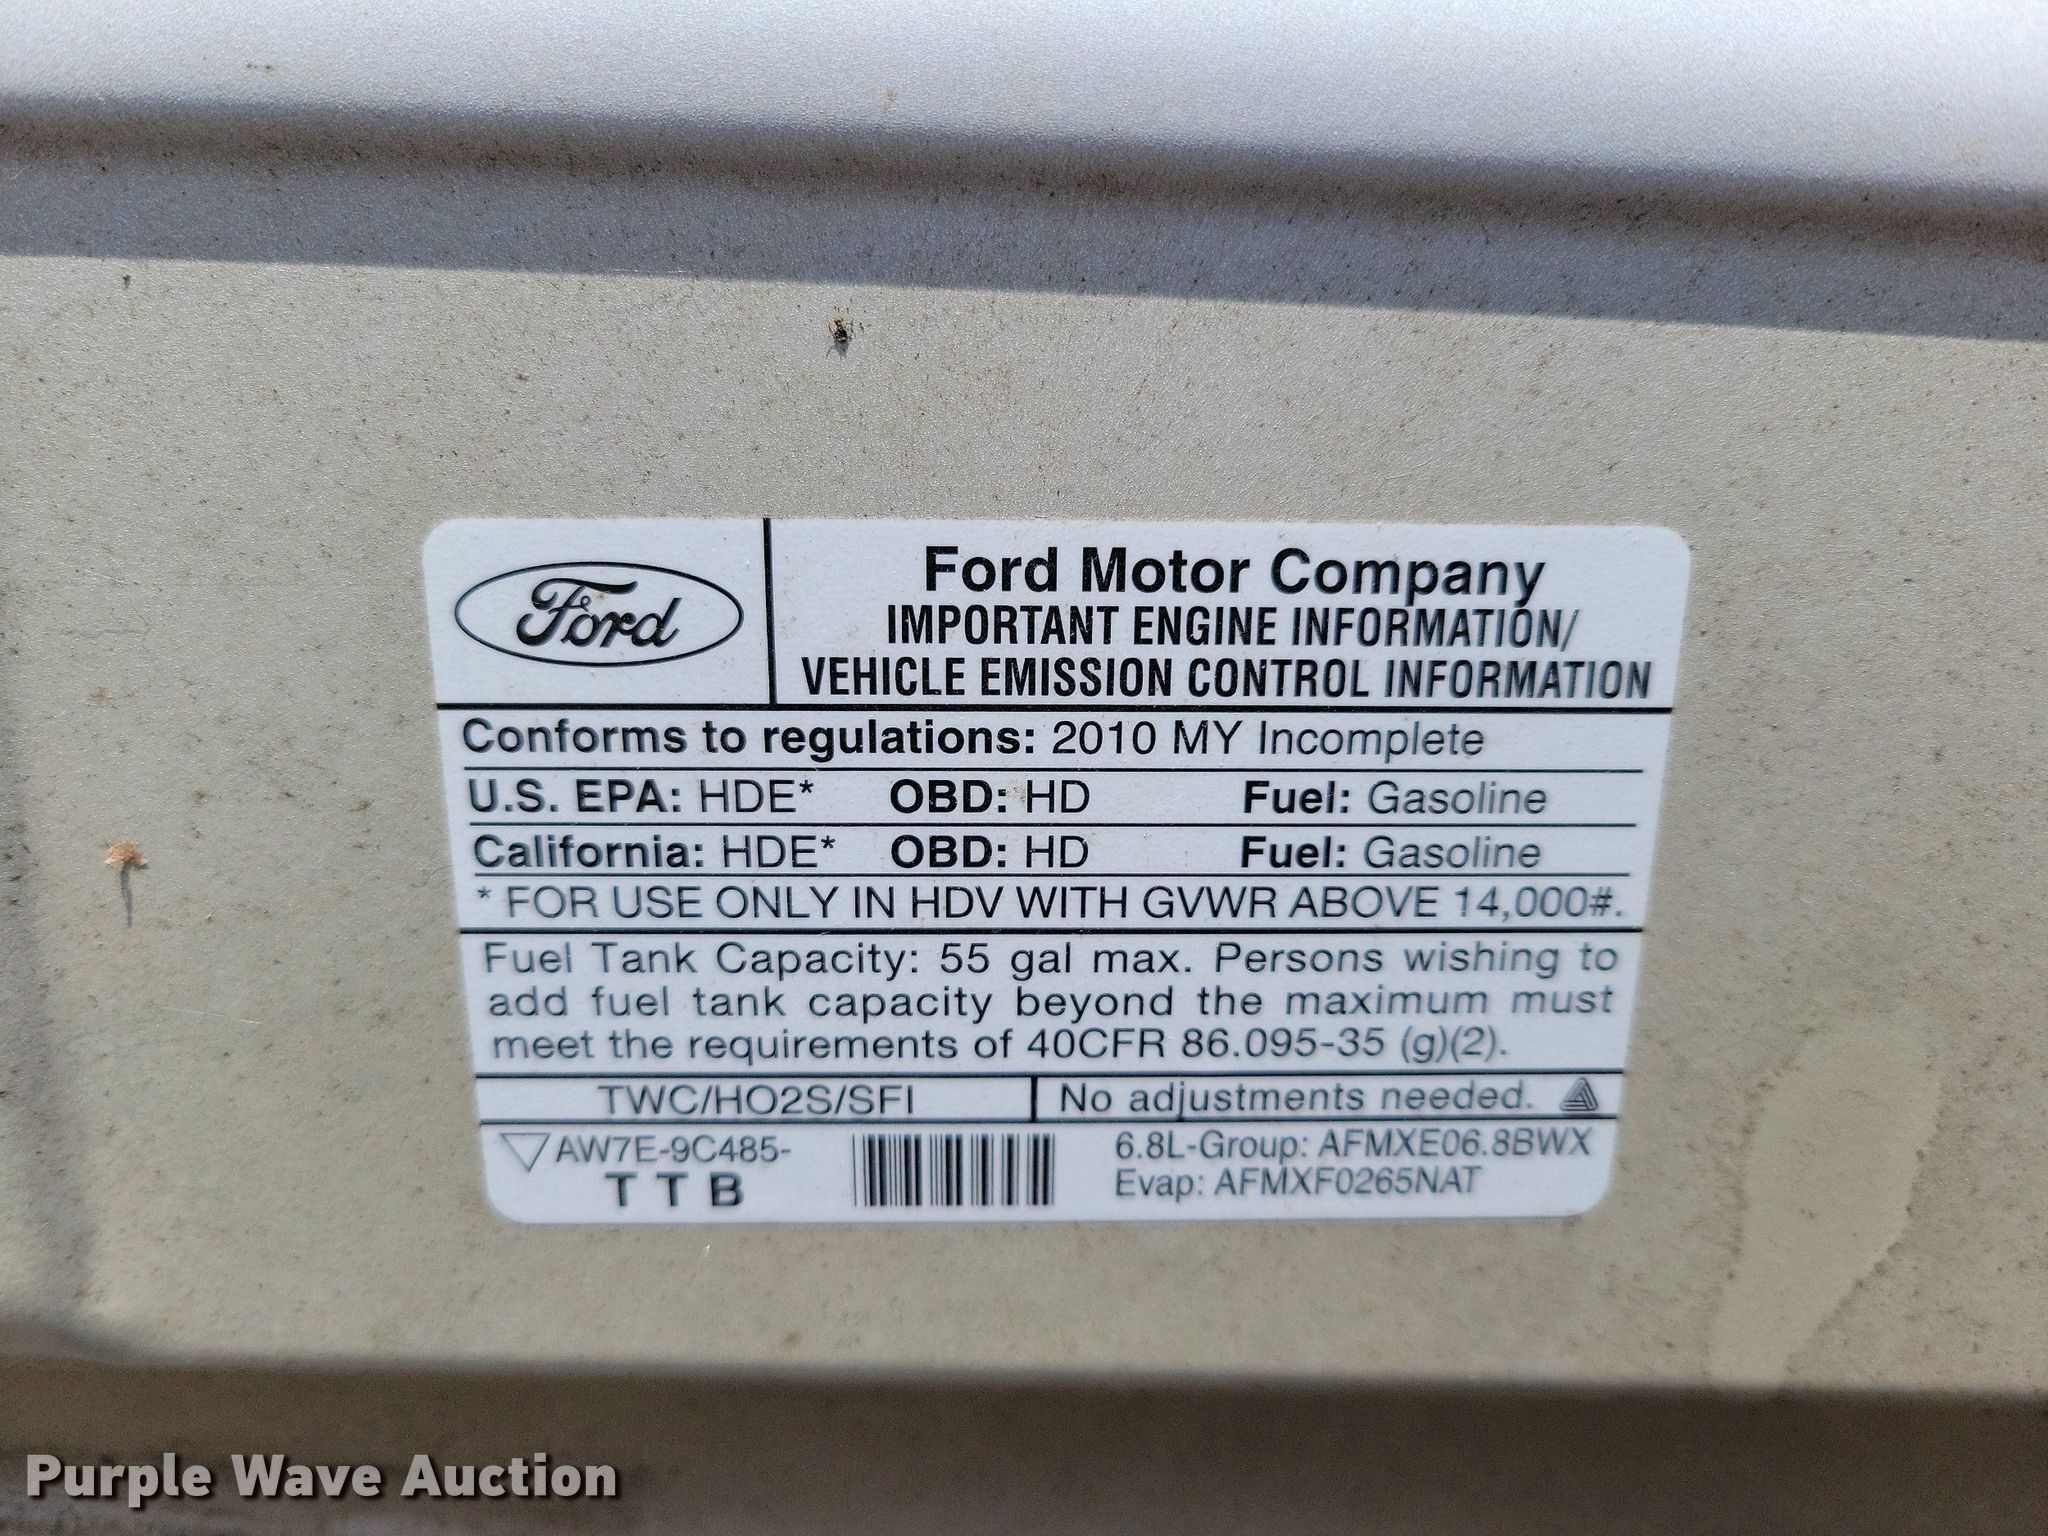 Ford
Ford Motor Company
IMPORTANT ENGINE INFORMATION/
VEHICLE EMISSION CONTROL INFORMATION
Conforms to regulations: 2010 MY Incomplete
U.S. EPA: HDE* OBD: HD Fuel: Gasoline
California: HDE* OBD: HD Fuel: Gasoline
* FOR USE ONLY IN HDV WITH GVWR ABOVE 14,000#.
Fuel Tank Capacity: 55 gal max. Persons wishing to
add fuel tank capacity beyond the maximum must
meet the requirements of 40CFR 86.095-35 (g)(2).
TWC/HO2S/SFI No adjustments needed.
AW7E-9C485-
TTB
6.8L-Group: AFMXE06.8BWX
Evap: AFMXF0265NAT
Purple Wave Auction